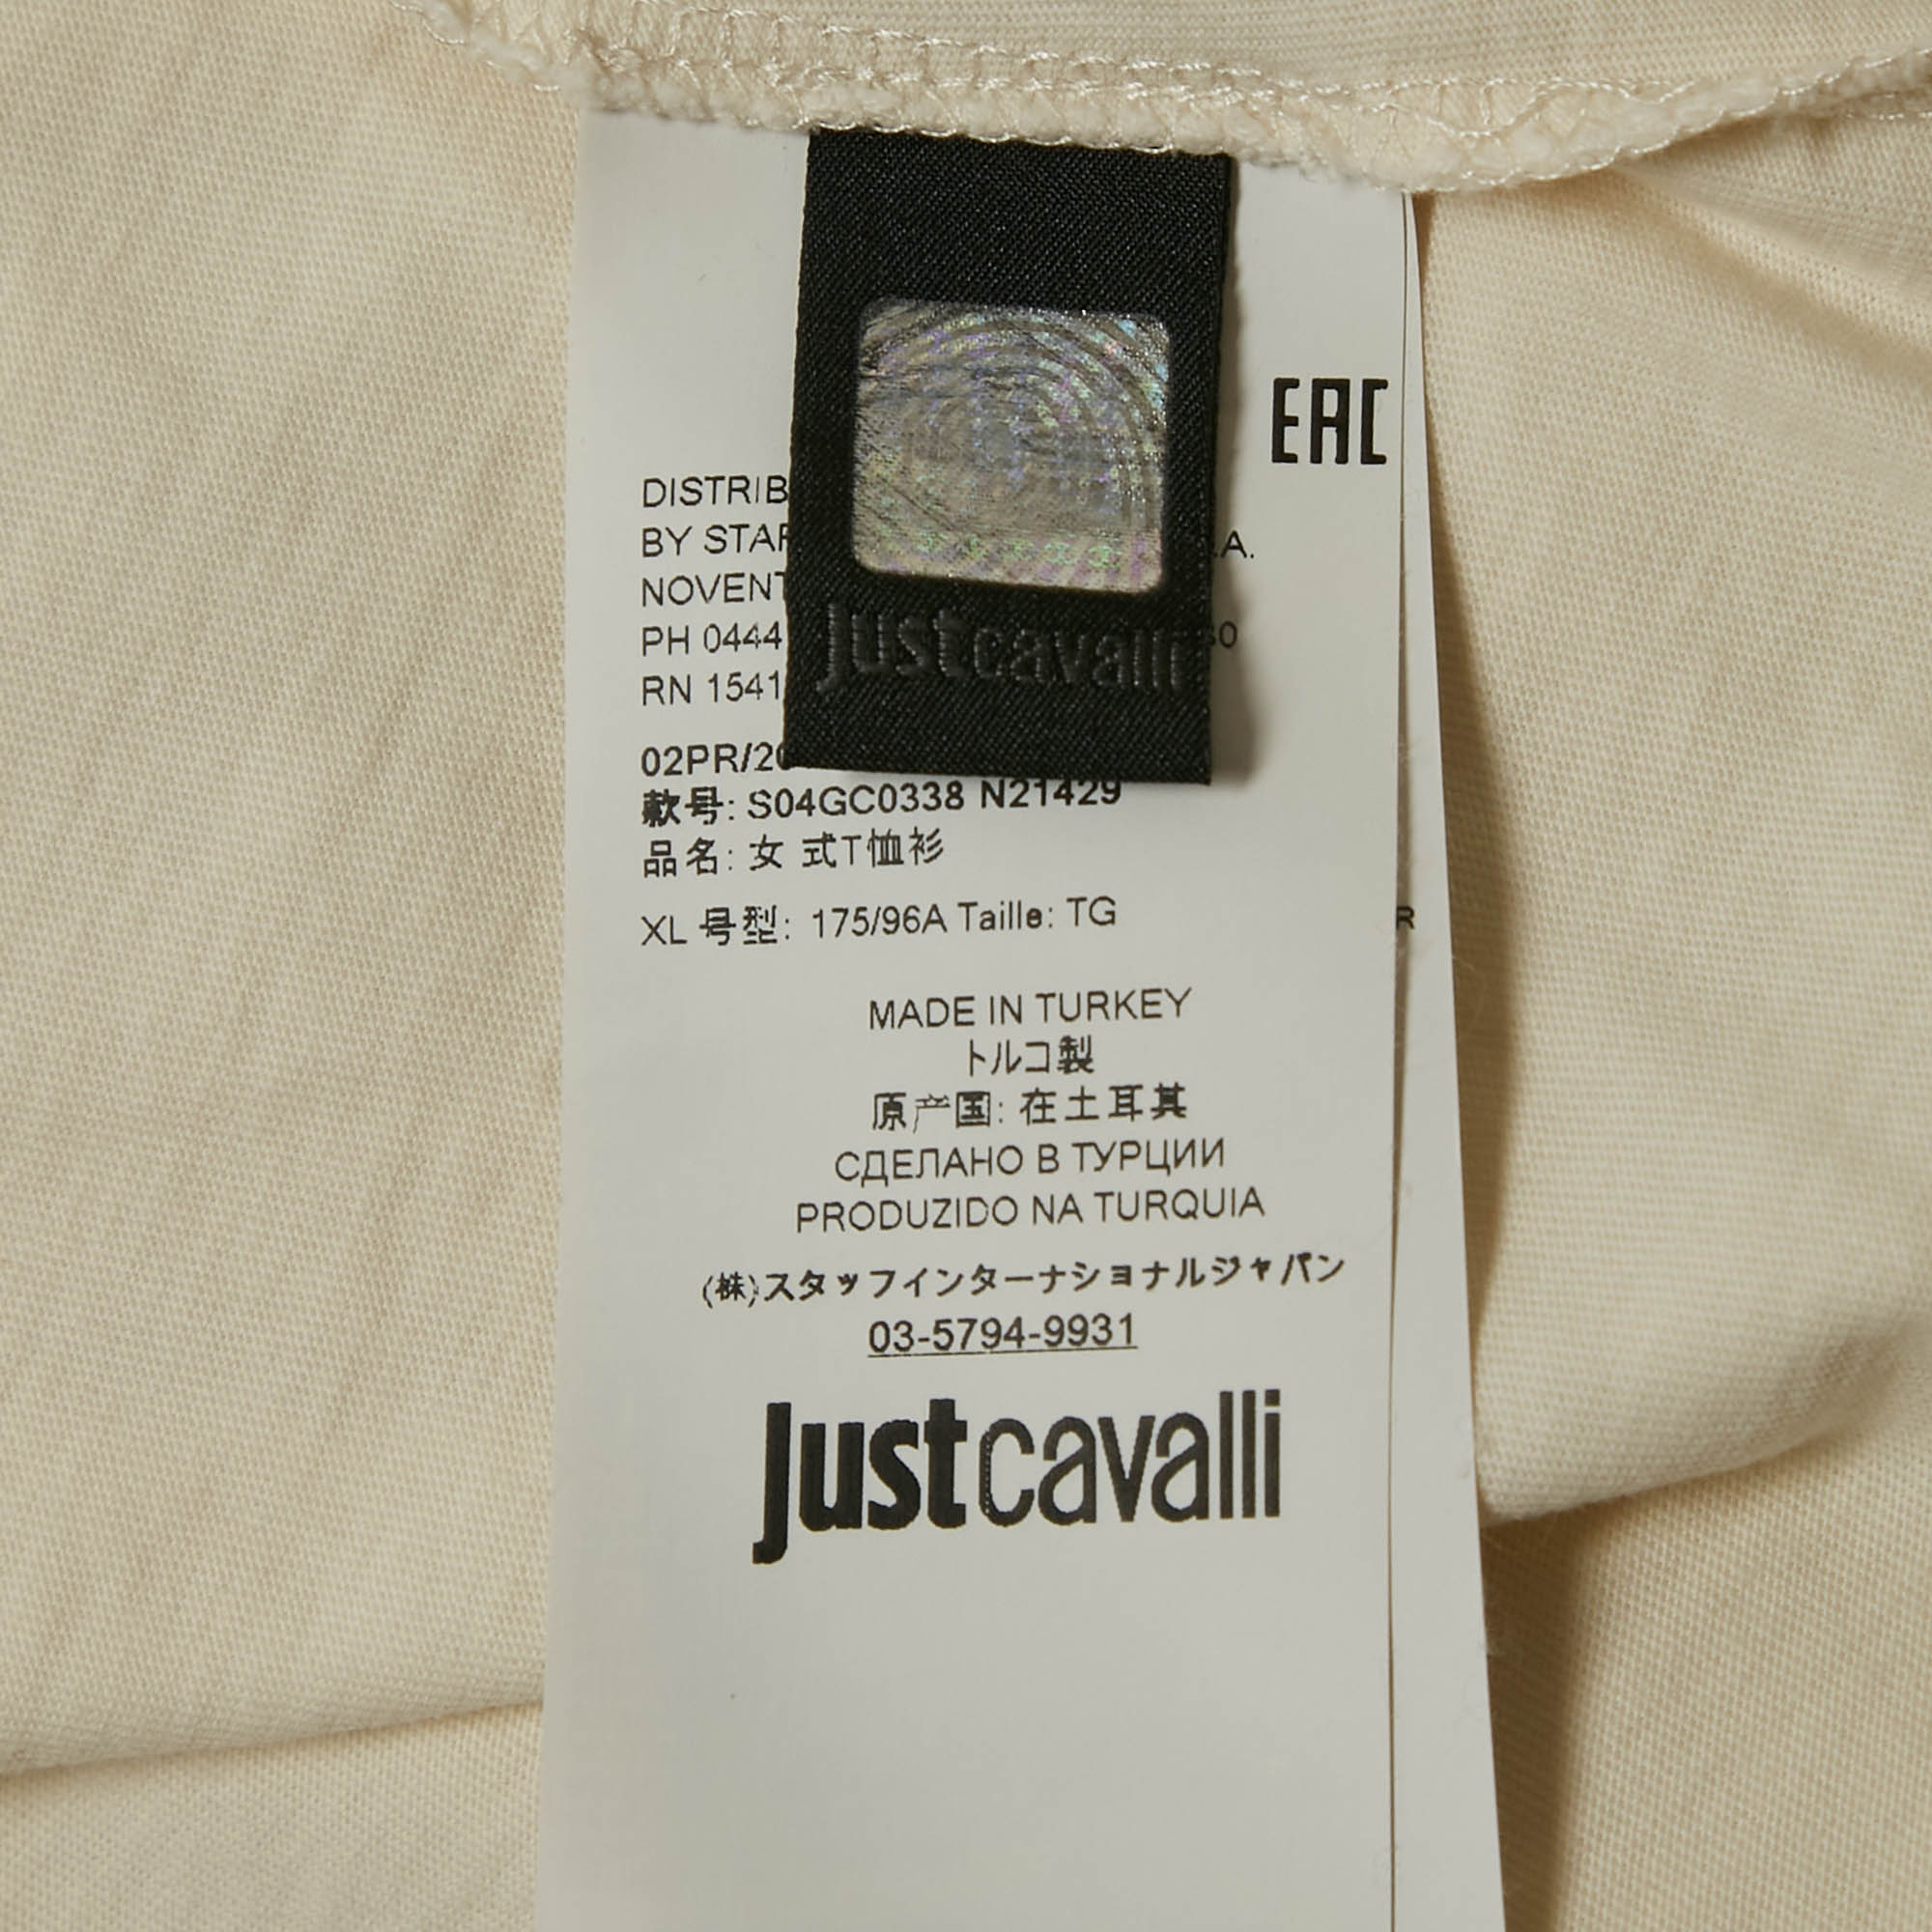 EAC
BY
.A.
PH 0444
RN 1541
02PR/20
款号: S04GC0338 N21429
品名: 女 式T恤衫
XL 号型: 175/96A Taille: TG
MADE IN TURKEY
トルコ製
原产国: 在土耳其
СДЕЛАНО В ТУРЦИИ
PRODUZIDO NA TURQUIA
(株)スタッフインターナショナルジャパン
03-5794-9931
justcavalli
justcavalli